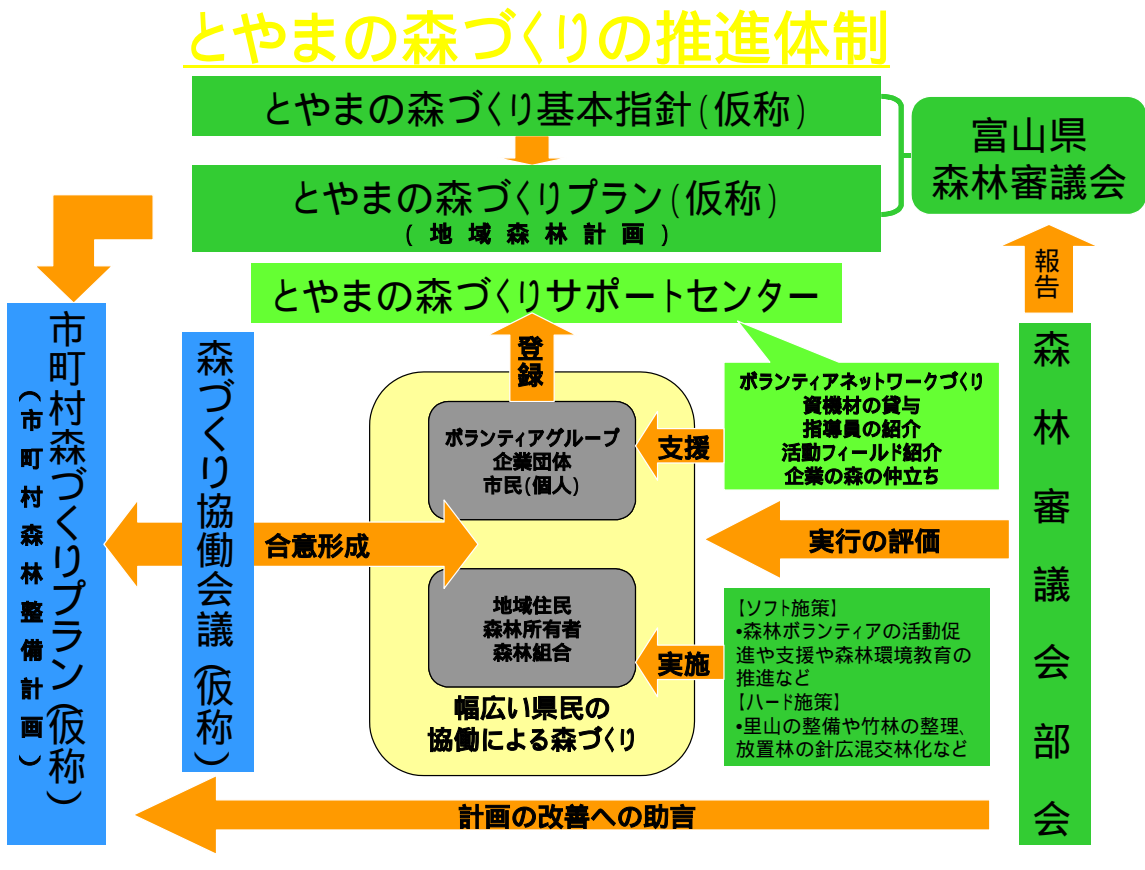 とやまの森づくりの推進体制
とやまの森づくり基本指針(仮称)
富山県
森林審議会
とやまの森づくりプラン(仮称)
(地域森林計画)
報告
とやまの森づくりサポートセンター
市町村森づくりプラン(仮称)
(市町村森林整備計画)
森づくり協働会議(仮称)
登録
ボランティアグループ
企業団体
市民(個人)
支援
ボランティアネットワークづくり
資機材の貸与
指導員の紹介
活動フィールド紹介
企業の森の仲立ち
森林審議会部会
合意形成
実行の評価
地域住民
森林所有者
森林組合
実施
【ソフト施策】
•森林ボランティアの活動促
進や支援や森林環境教育の
推進など
【ハード施策】
•里山の整備や竹林の整理、
放置林の針広混交林化など
幅広い県民の
協働による森づくり
計画の改善への助言